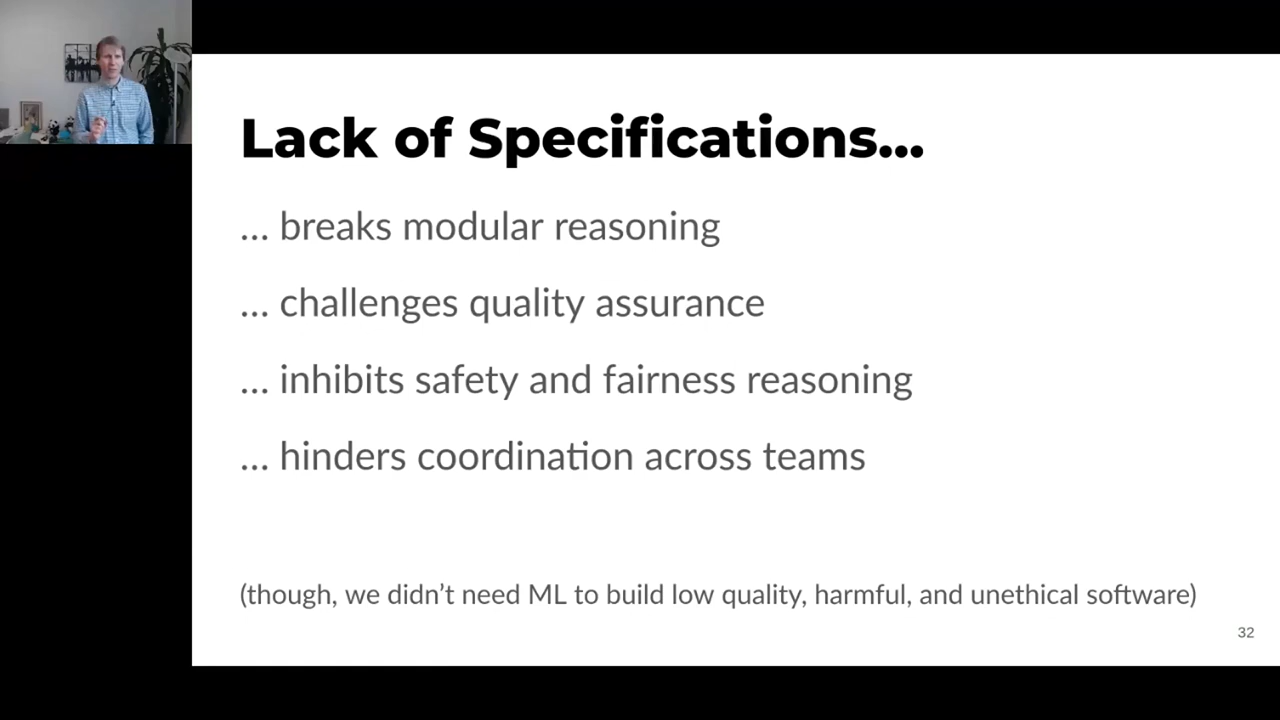 Lack of Specifications...
... breaks modular reasoning
... challenges quality assurance
... inhibits safety and fairness reasoning
... hinders coordination across teams
(though, we didn’t need ML to build low quality, harmful, and unethical software)
32